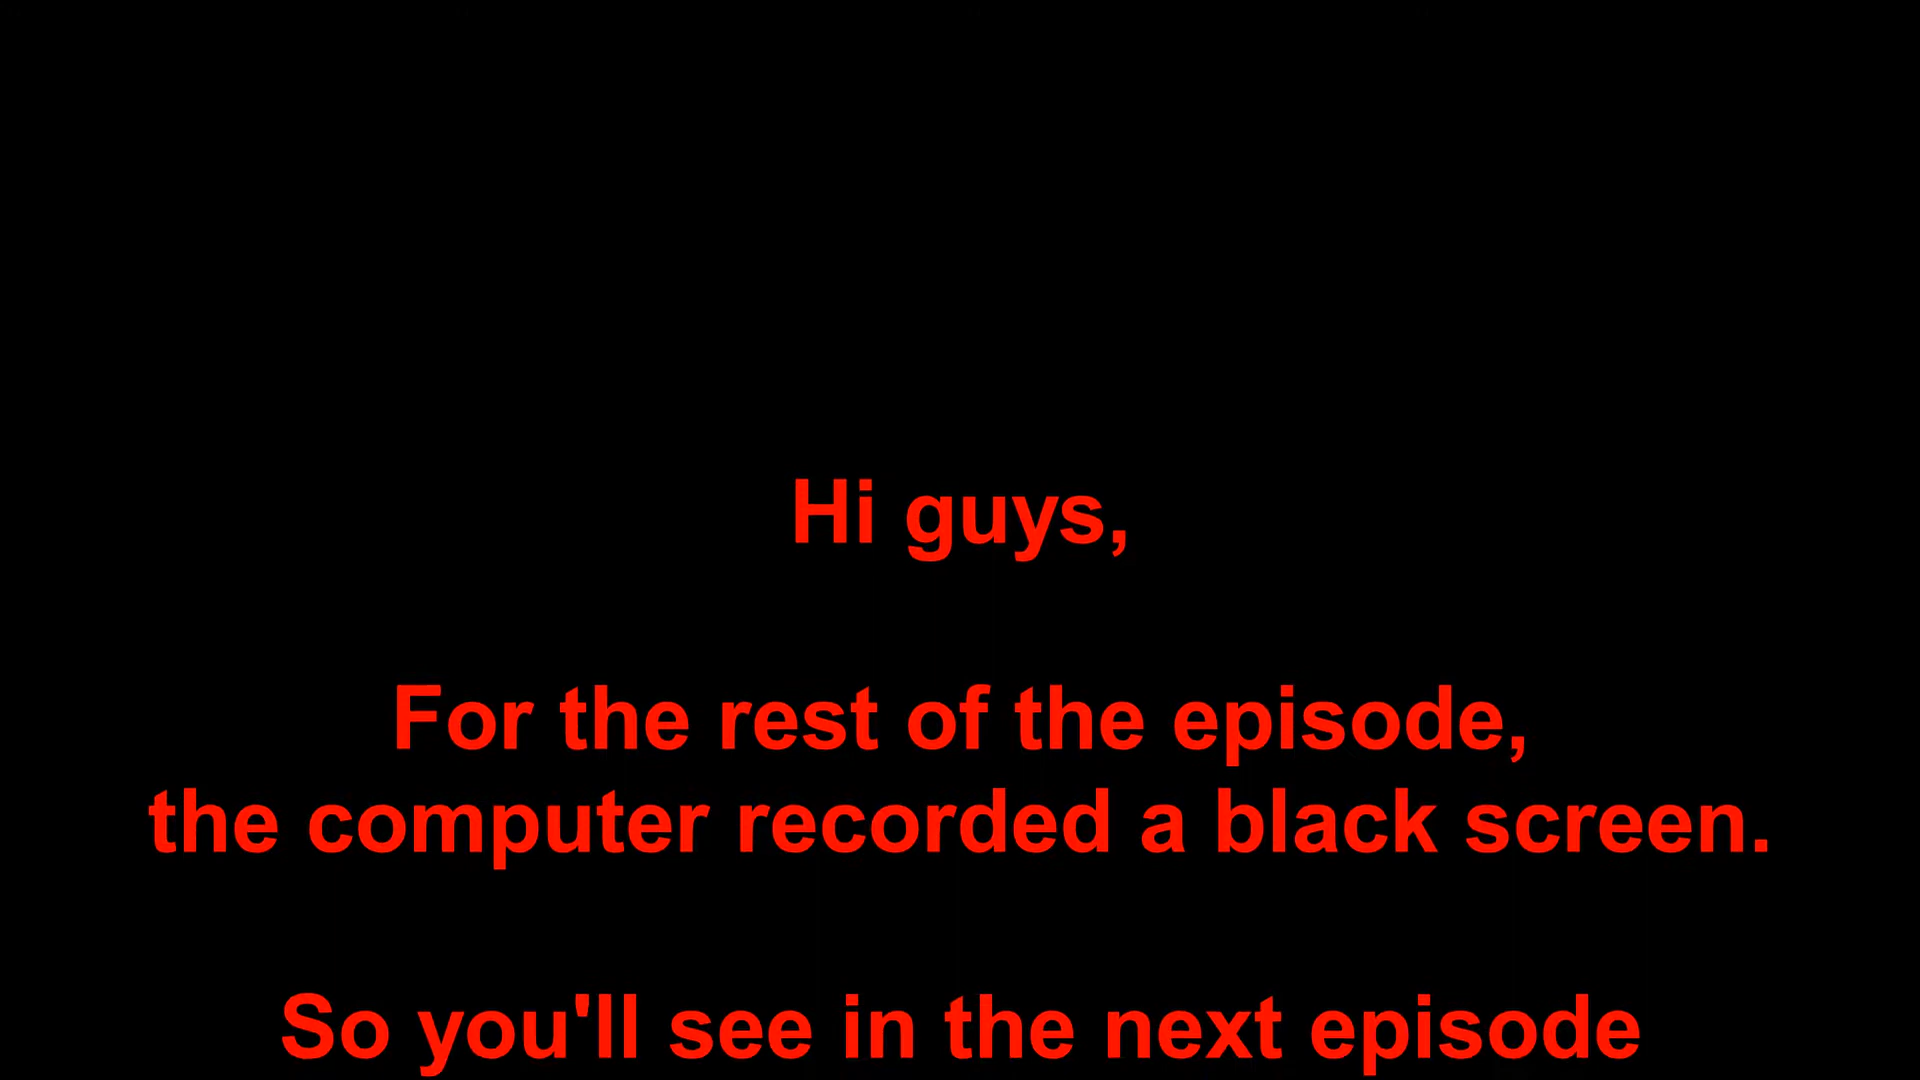 Hi guys,
For the rest of the episode,
the computer recorded a black screen.
So you'll see in the next episode